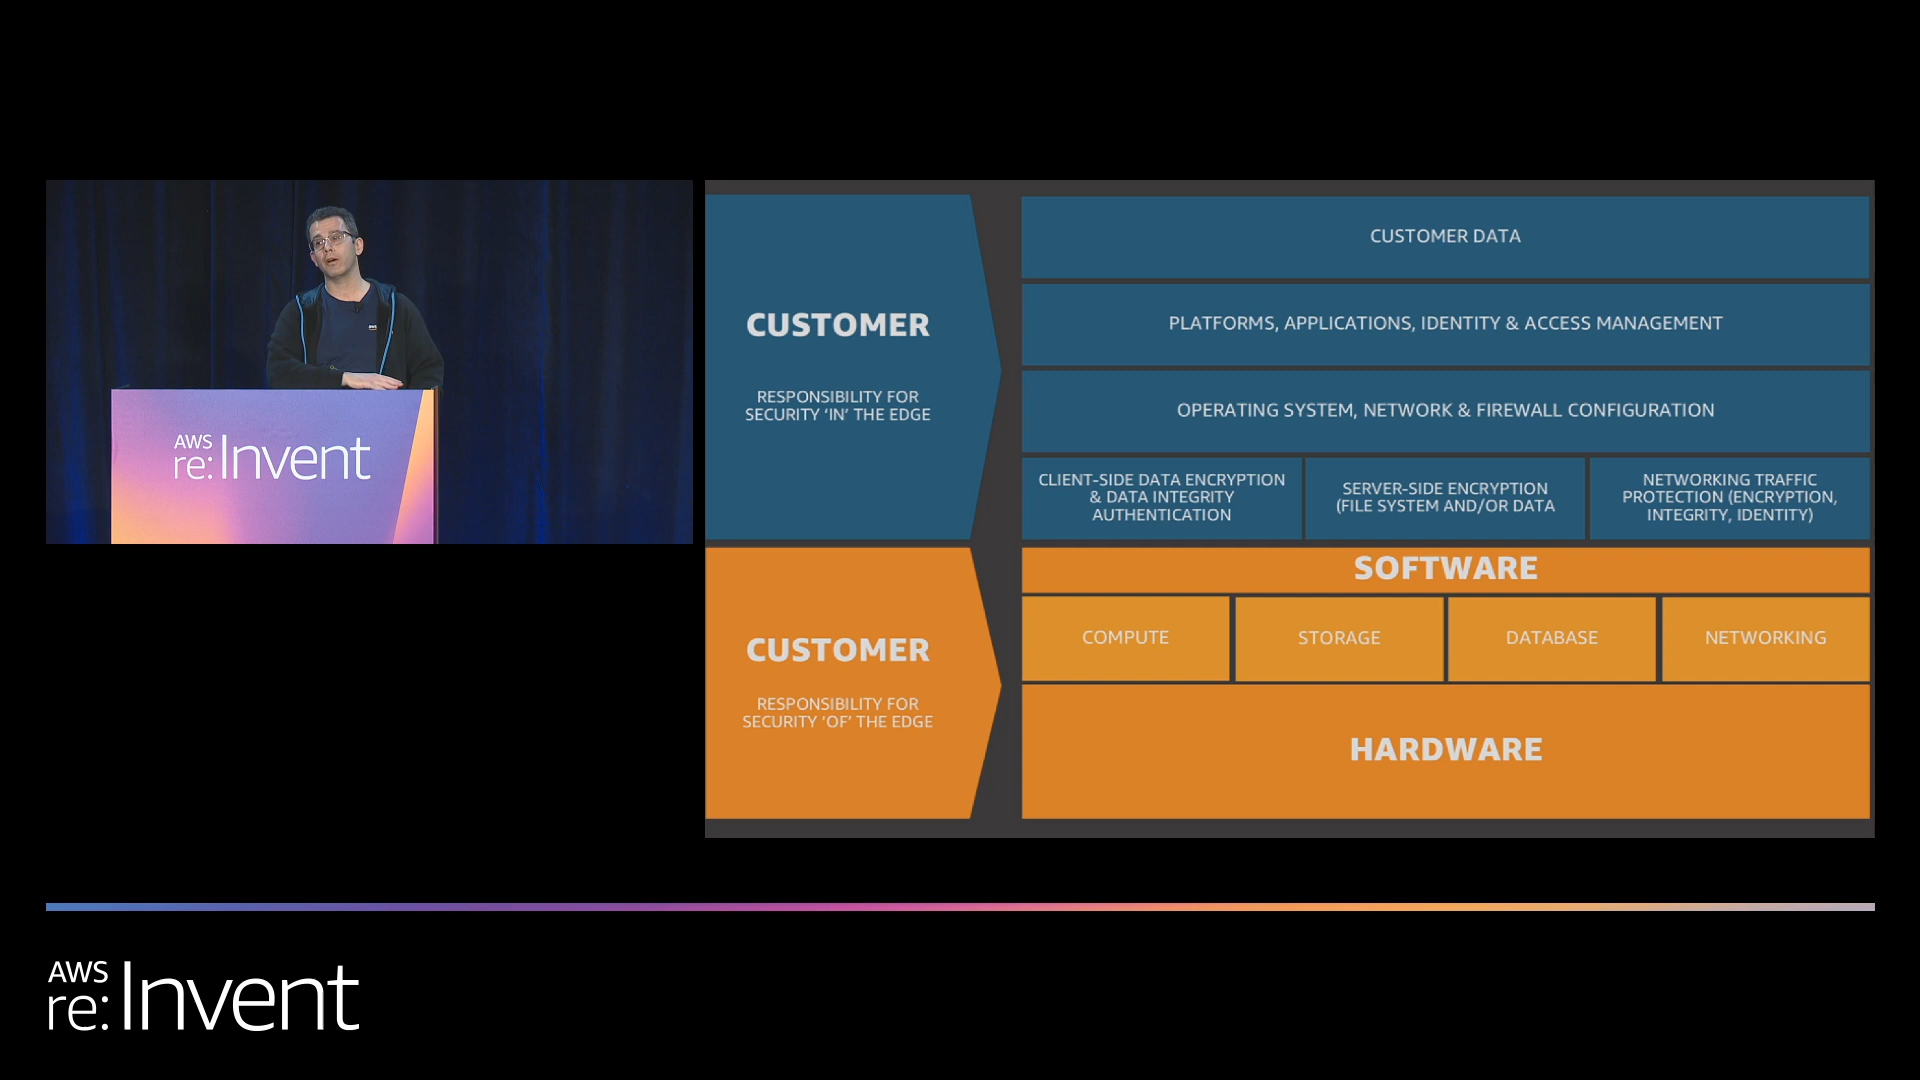 AWS
re:Invent
CUSTOMER
RESPONSIBILITY FOR
SECURITY ‘IN’ THE EDGE
CUSTOMER DATA
PLATFORMS, APPLICATIONS, IDENTITY & ACCESS MANAGEMENT
OPERATING SYSTEM, NETWORK & FIREWALL CONFIGURATION
CLIENT-SIDE DATA ENCRYPTION
& DATA INTEGRITY
AUTHENTICATION
SERVER-SIDE ENCRYPTION
(FILE SYSTEM AND/OR DATA
NETWORKING TRAFFIC
PROTECTION (ENCRYPTION,
INTEGRITY, IDENTITY)
CUSTOMER
RESPONSIBILITY FOR
SECURITY ‘OF’ THE EDGE
SOFTWARE
COMPUTE
STORAGE
DATABASE
NETWORKING
HARDWARE
AWS
re:Invent